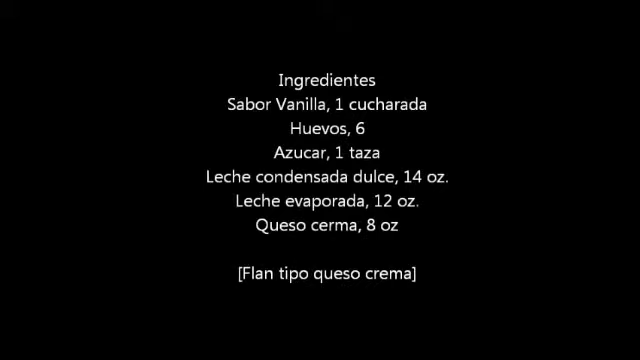 Ingredientes
Sabor Vanilla, 1 cucharada
Huevos, 6
Azucar, 1 taza
Leche condensada dulce, 14 oz.
Leche evaporada, 12 oz.
Queso cerma, 8 oz
[Flan tipo queso crema]